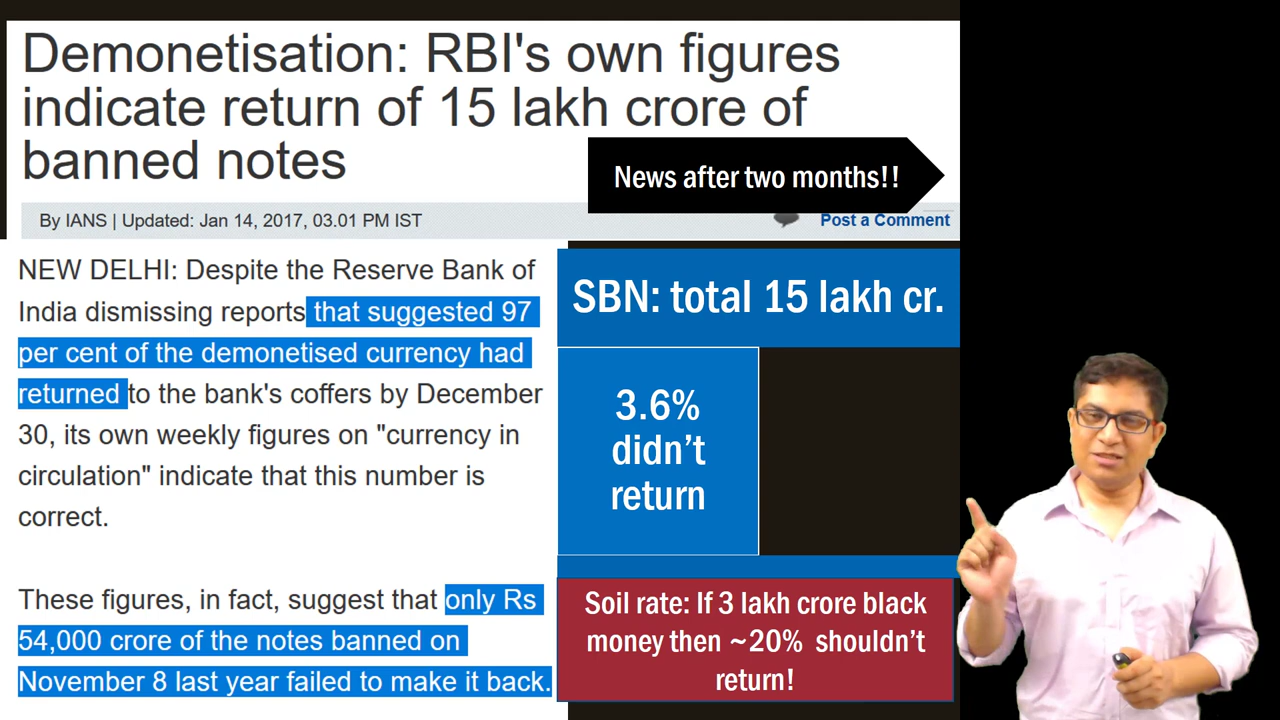 Demonetisation: RBI's own figures
indicate return of 15 lakh crore of
banned notes
News after two months!!
By IANS | Updated: Jan 14, 2017, 03.01 PM IST
Post a Comment
NEW DELHI: Despite the Reserve Bank of
India dismissing reports that suggested 97
per cent of the demonetised currency had
returned to the bank's coffers by December
30, its own weekly figures on "currency in
circulation" indicate that this number is
correct.
These figures, in fact, suggest that only Rs
54,000 crore of the notes banned on
November 8 last year failed to make it back.
SBN: total 15 lakh cr.
3.6%
didn’t
return
Soil rate: If 3 lakh crore black
money then ~20% shouldn’t
return!